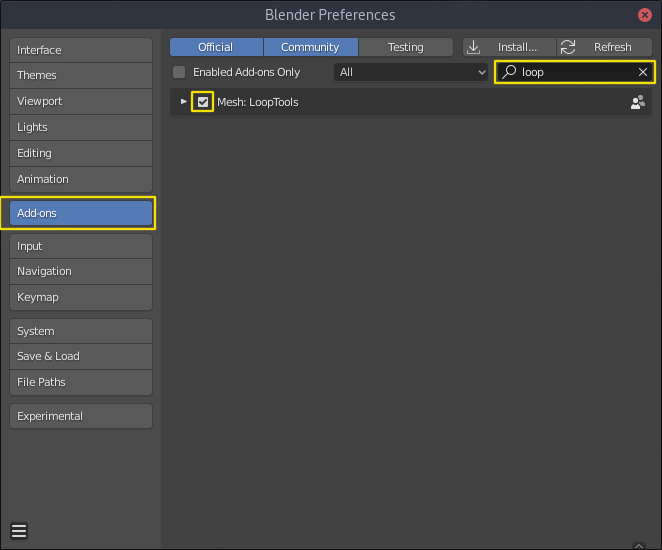 Blender Preferences
Interface
Themes
Viewport
Lights
Editing
Animation
Add-ons
Input
Navigation
Keymap
System
Save & Load
File Paths
Experimental
Official Community Testing Install... Refresh
Enabled Add-ons Only All loop
Mesh: LoopTools